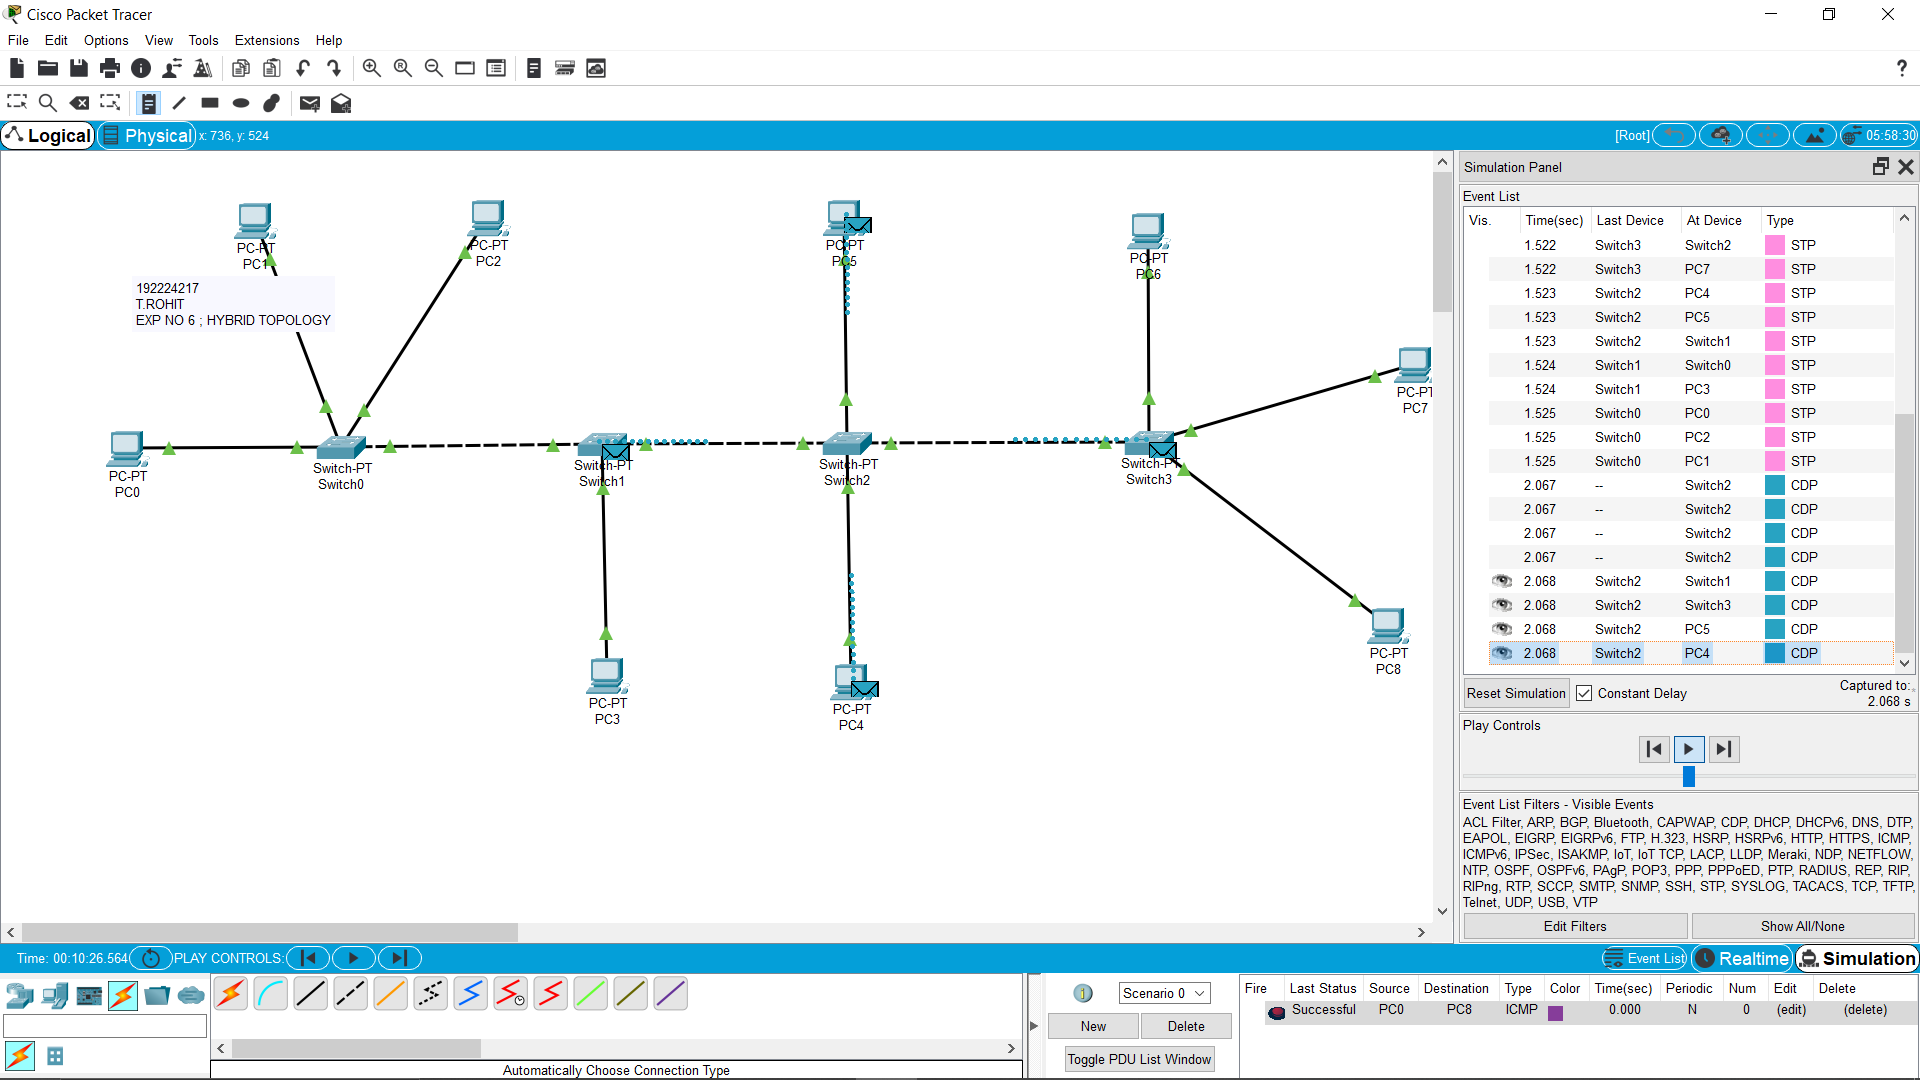 Cisco Packet Tracer
File Edit Options View Tools Extensions Help
?
Logical Physical x: 736, y: 524 [Root] 05:58:30
PC-PT
PC1
PC-PT
PC2
PC-PT
PC5
PC-PT
PC6
192224217
T.ROHIT
EXP NO 6 ; HYBRID TOPOLOGY
PC-PT
PC7
PC-PT
PC0
Switch-PT
Switch0
Switch-PT
Switch1
Switch-PT
Switch2
Switch-PT
Switch3
PC-PT
PC3
PC-PT
PC4
PC-PT
PC8
Simulation Panel
Event List
Vis. Time(sec) Last Device At Device Type
1.522 Switch3 Switch2 STP
1.522 Switch3 PC7 STP
1.523 Switch2 PC4 STP
1.523 Switch2 PC5 STP
1.523 Switch2 Switch1 STP
1.524 Switch1 Switch0 STP
1.524 Switch1 PC3 STP
1.525 Switch0 PC0 STP
1.525 Switch0 PC2 STP
1.525 Switch0 PC1 STP
2.067 -- Switch2 CDP
2.067 -- Switch2 CDP
2.067 -- Switch2 CDP
2.067 -- Switch2 CDP
2.068 Switch2 Switch1 CDP
2.068 Switch2 Switch3 CDP
2.068 Switch2 PC5 CDP
2.068 Switch2 PC4 CDP
Reset Simulation Constant Delay Captured to:
2.068 s
Play Controls
Event List Filters - Visible Events
ACL Filter, ARP, BGP, Bluetooth, CAPWAP, CDP, DHCP, DHCPv6, DNS, DTP,
EAPOL, EIGRP, EIGRPv6, FTP, H.323, HSRP, HSRPv6, HTTP, HTTPS, ICMP,
ICMPv6, IPSec, ISAKMP, IoT, IoT TCP, LACP, LLDP, Meraki, NDP, NETFLOW,
NTP, OSPF, OSPFv6, PAgP, POP3, PPP, PPPoED, PTP, RADIUS, REP, RIP,
RIPng, RTP, SCCP, SMTP, SNMP, SSH, STP, SYSLOG, TACACS, TCP, TFTP,
Telnet, UDP, USB, VTP
Edit Filters Show All/None
Time: 00:10:26.564 PLAY CONTROLS: Event List Realtime Simulation
Scenario 0
New Delete
Toggle PDU List Window
Fire Last Status Source Destination Type Color Time(sec) Periodic Num Edit Delete
Successful PC0 PC8 ICMP 0.000 N 0 (edit) (delete)
Automatically Choose Connection Type